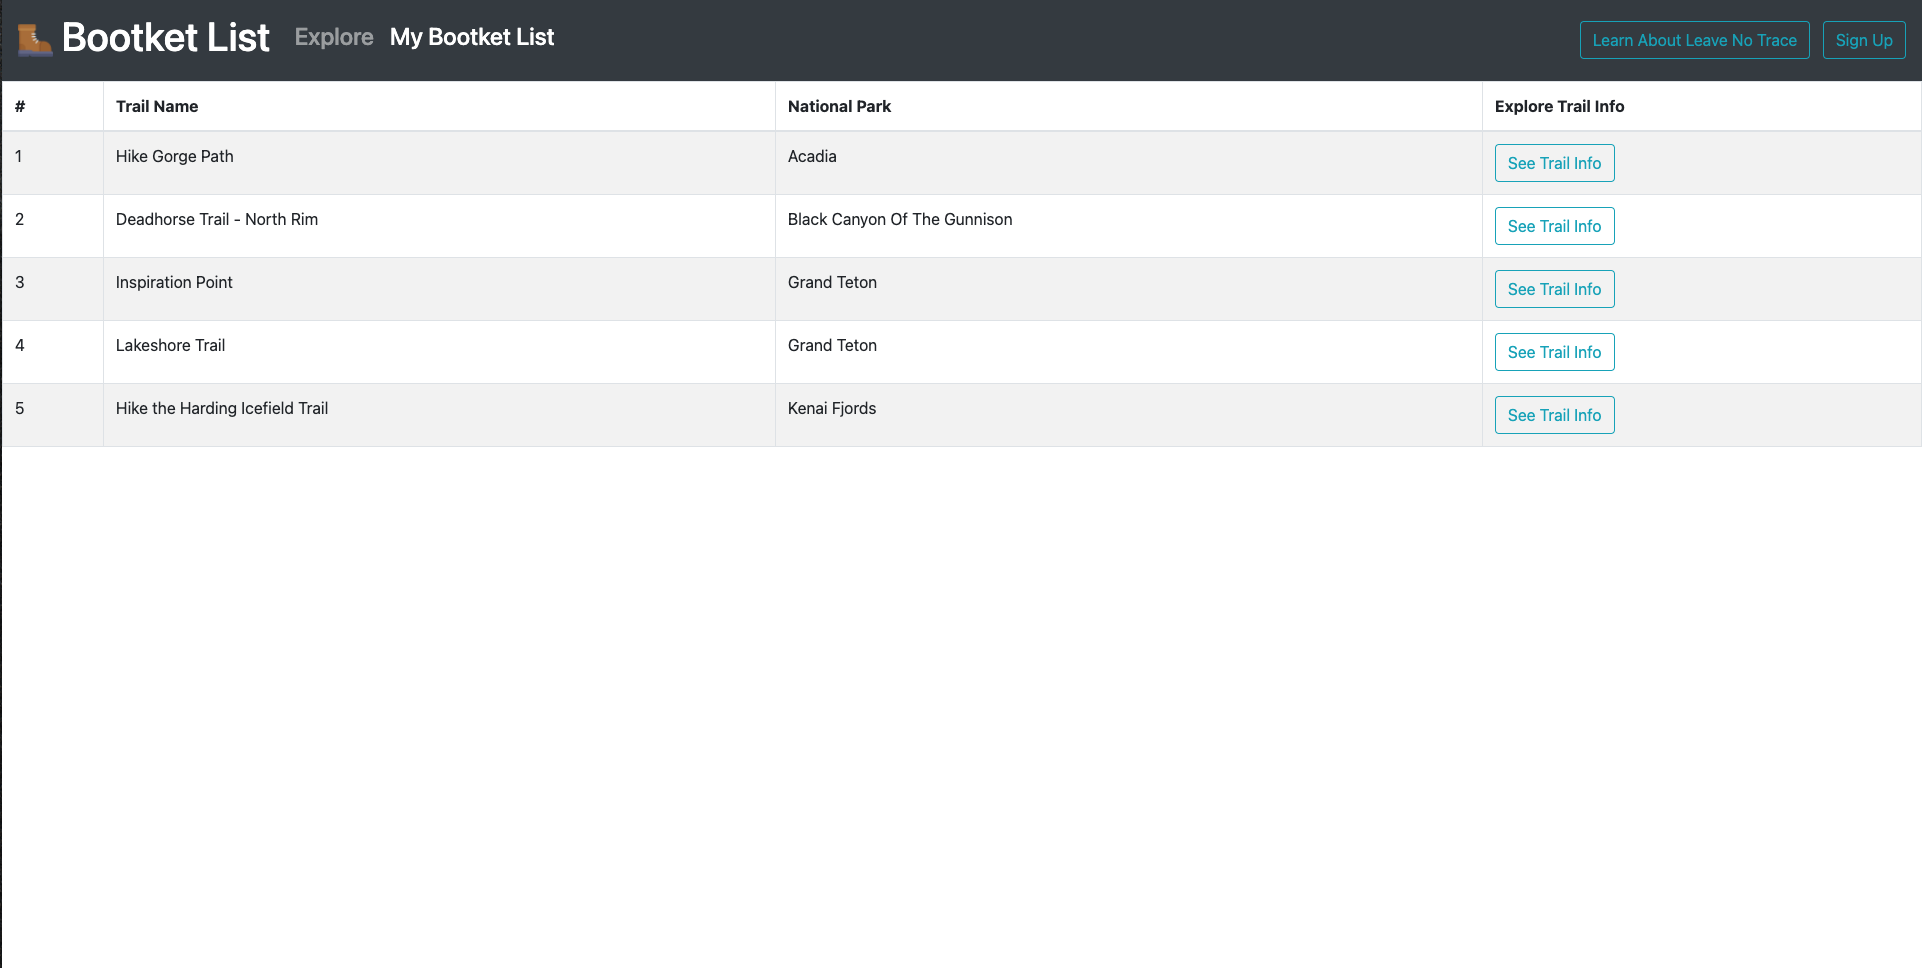 Bootket List Explore My Bootket List Learn About Leave No Trace Sign Up
# Trail Name National Park Explore Trail Info
1 Hike Gorge Path Acadia See Trail Info
2 Deadhorse Trail - North Rim Black Canyon Of The Gunnison See Trail Info
3 Inspiration Point Grand Teton See Trail Info
4 Lakeshore Trail Grand Teton See Trail Info
5 Hike the Harding Icefield Trail Kenai Fjords See Trail Info